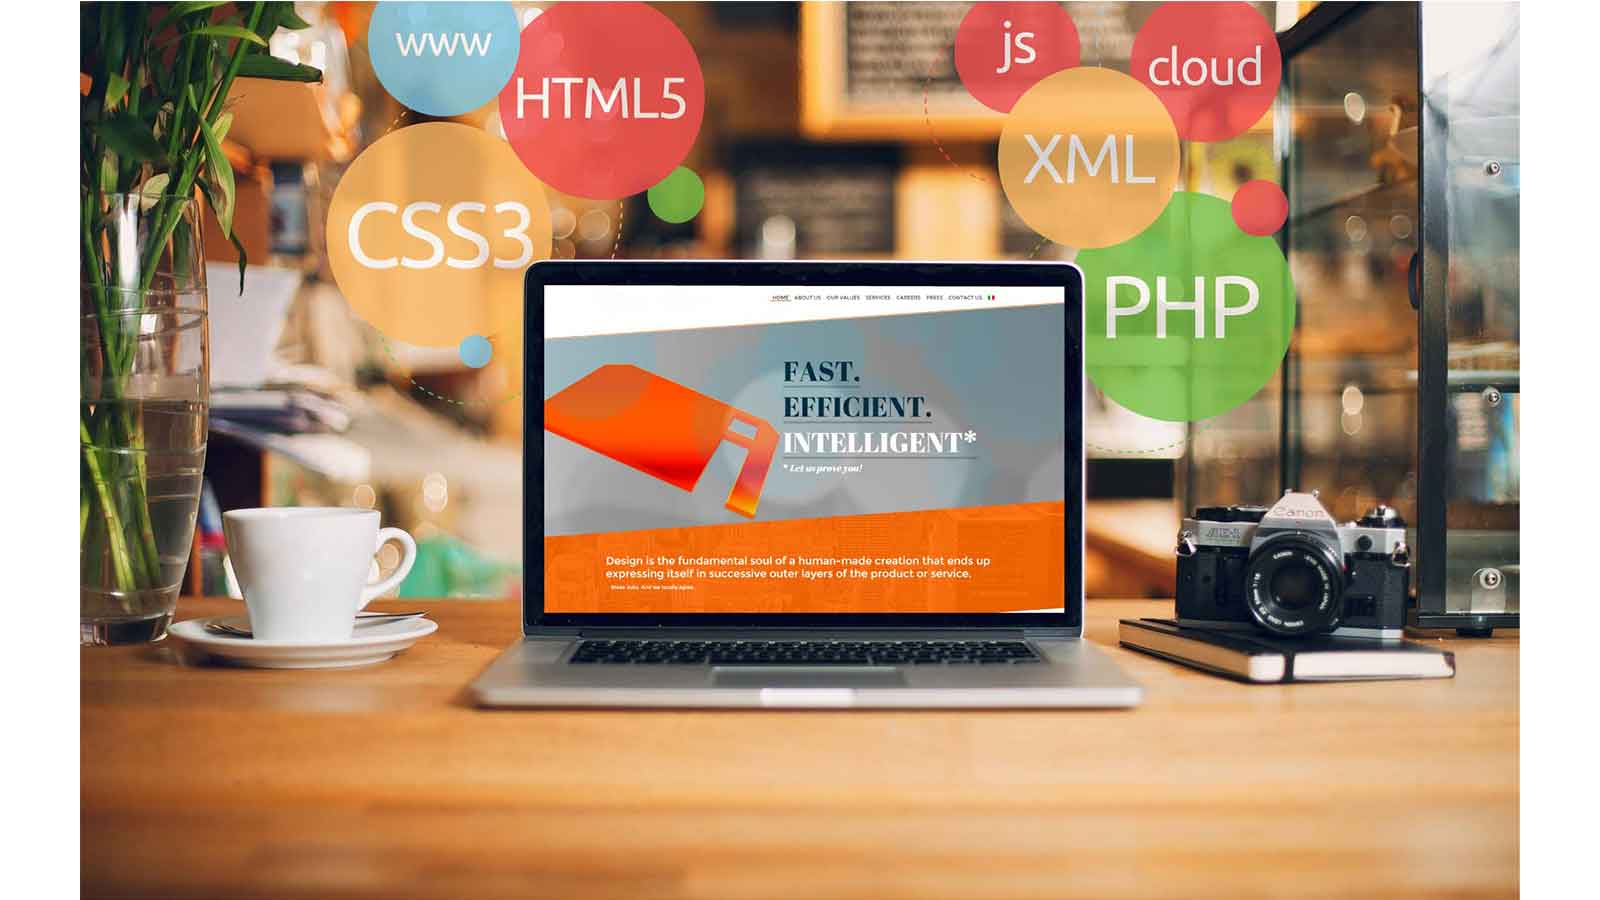 www
HTML5
CSS3
js
cloud
XML
PHP
HOME ABOUT US OUR VALUES SERVICES CAREERS PRESS CONTACT US
FAST.
EFFICIENT.
INTELLIGENT*
* Let us prove you!
Design is the fundamental soul of a human-made creation that ends up
expressing itself in successive outer layers of the product or service.
Canon